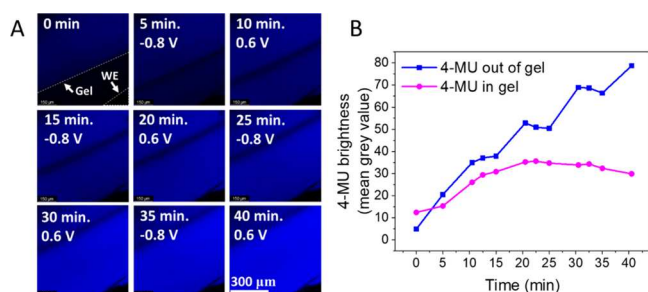 A
0 min
Gel
WE
5 min.
-0.8 V
10 min.
0.6 V
15 min.
-0.8 V
20 min.
0.6 V
25 min.
-0.8 V
30 min.
0.6 V
35 min.
-0.8 V
40 min.
0.6 V
300 µm
B
4-MU out of gel
4-MU in gel
4-MU brightness
(mean grey value)
80
70
60
50
40
30
20
10
0
0 5 10 15 20 25 30 35 40
Time (min)